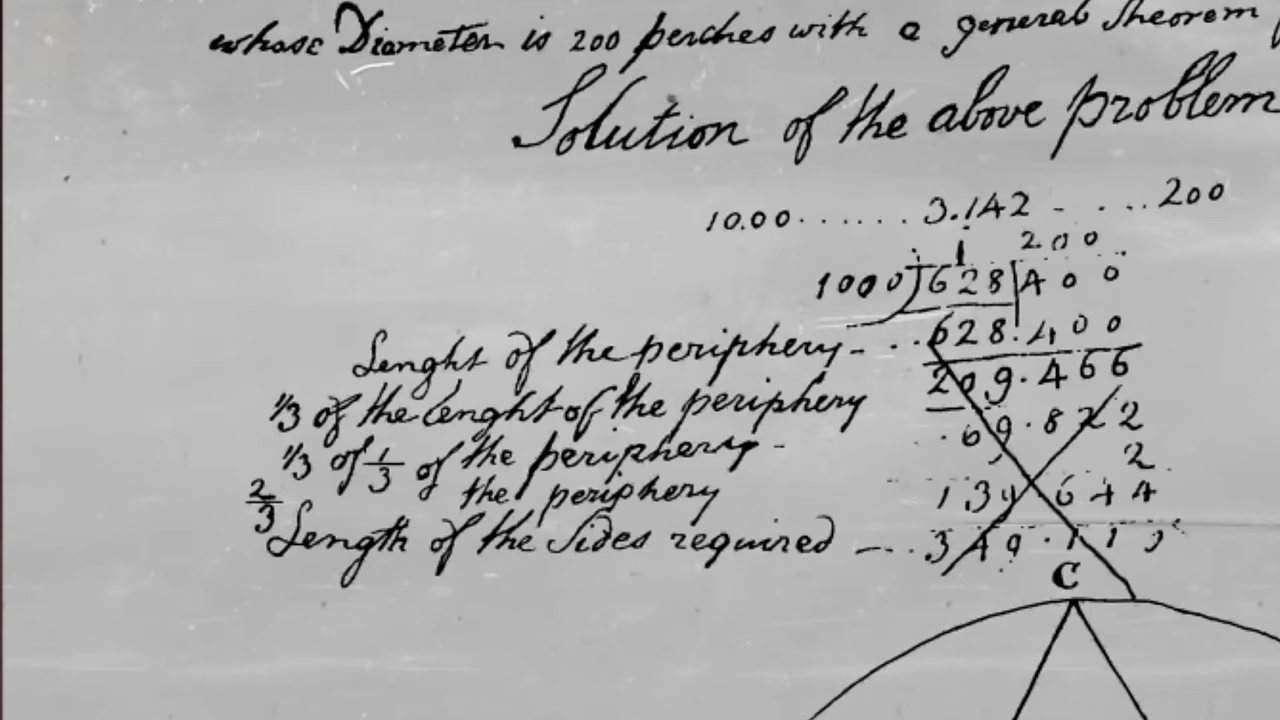 whose Diameter is 200 perches with a general theorem
Solution of the above problem
10.00...... 3.142 - ...200
200
1000)628|400
Lenght of the periphery - ..628.400
209.466
1/3 of the lenght of the periphery
.69.822
1/3 of 1/3 of the periphery -
2
2/3 the periphery 139 644
Length of the Sides required --.. 349.11
C